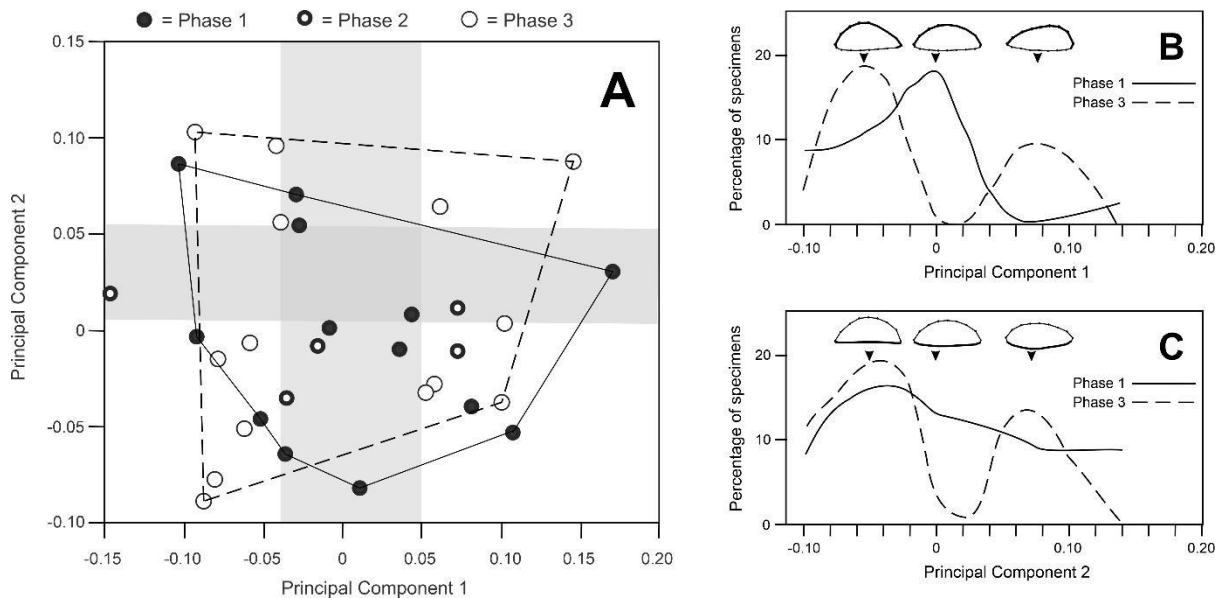 = Phase 1 = Phase 2 = Phase 3
A
0.15
0.10
0.05
0
-0.05
-0.10
-0.15 -0.10 -0.05 0 0.05 0.10 0.15 0.20
Principal Component 2
Principal Component 1
B
Phase 1
Phase 3
20
10
0
-0.10 0 0.10 0.20
Percentage of specimens
Principal Component 1
C
Phase 1
Phase 3
20
10
0
-0.10 0 0.10 0.20
Percentage of specimens
Principal Component 2